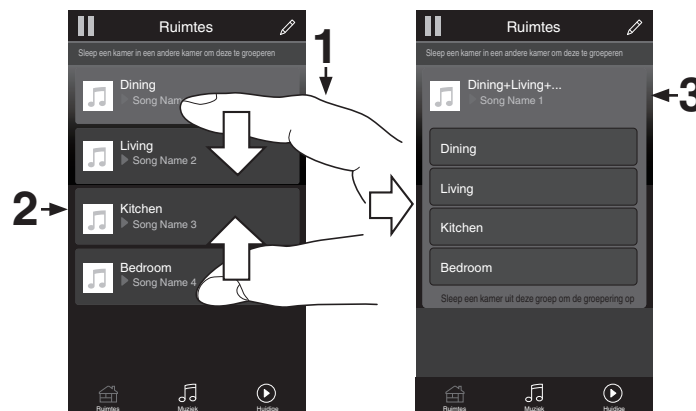 Ruimtes
Sleep een kamer in een andere kamer om deze te groeperen
1
Dining
Song Nam
Living
Song Name 2
2
Kitchen
Song Name 3
Bedroom
Song Name 4
Ruimtes
Muziek
Huidige
Ruimtes
Sleep een kamer in een andere kamer om deze te groeperen
Dining+Living+...
Song Name 1
3
Dining
Living
Kitchen
Bedroom
Sleep een kamer uit deze groep om de groepering op
Ruimtes
Muziek
Huidige